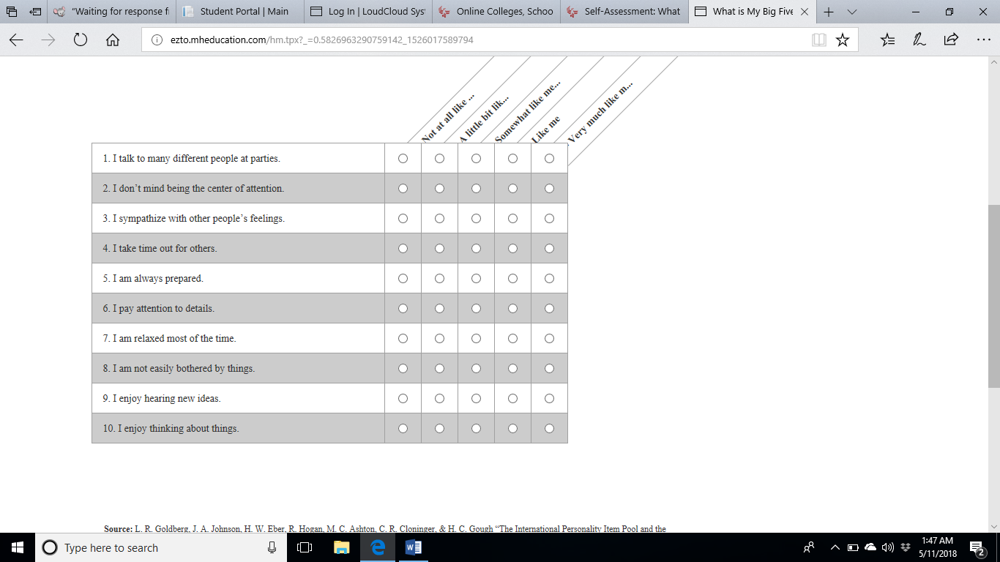 "Waiting for response fi
Student Portal | Main
Log In | LoudCloud Syst
Online Colleges, Schoo
Self-Assessment: What
What is My Big Five
ezto.mheducation.com/hm.tpx?_=0.5826963290759142_1526017589794
Not at all like ...
A little bit lik...
Somewhat like me...
Like me
Very much like m...
1. I talk to many different people at parties.
2. I don’t mind being the center of attention.
3. I sympathize with other people’s feelings.
4. I take time out for others.
5. I am always prepared.
6. I pay attention to details.
7. I am relaxed most of the time.
8. I am not easily bothered by things.
9. I enjoy hearing new ideas.
10. I enjoy thinking about things.
Source: L. R. Goldberg, J. A. Johnson, H. W. Eber, R. Hogan, M. C. Ashton, C. R. Cloninger, & H. C. Gough “The International Personality Item Pool and the
Type here to search
1:47 AM
5/11/2018
2